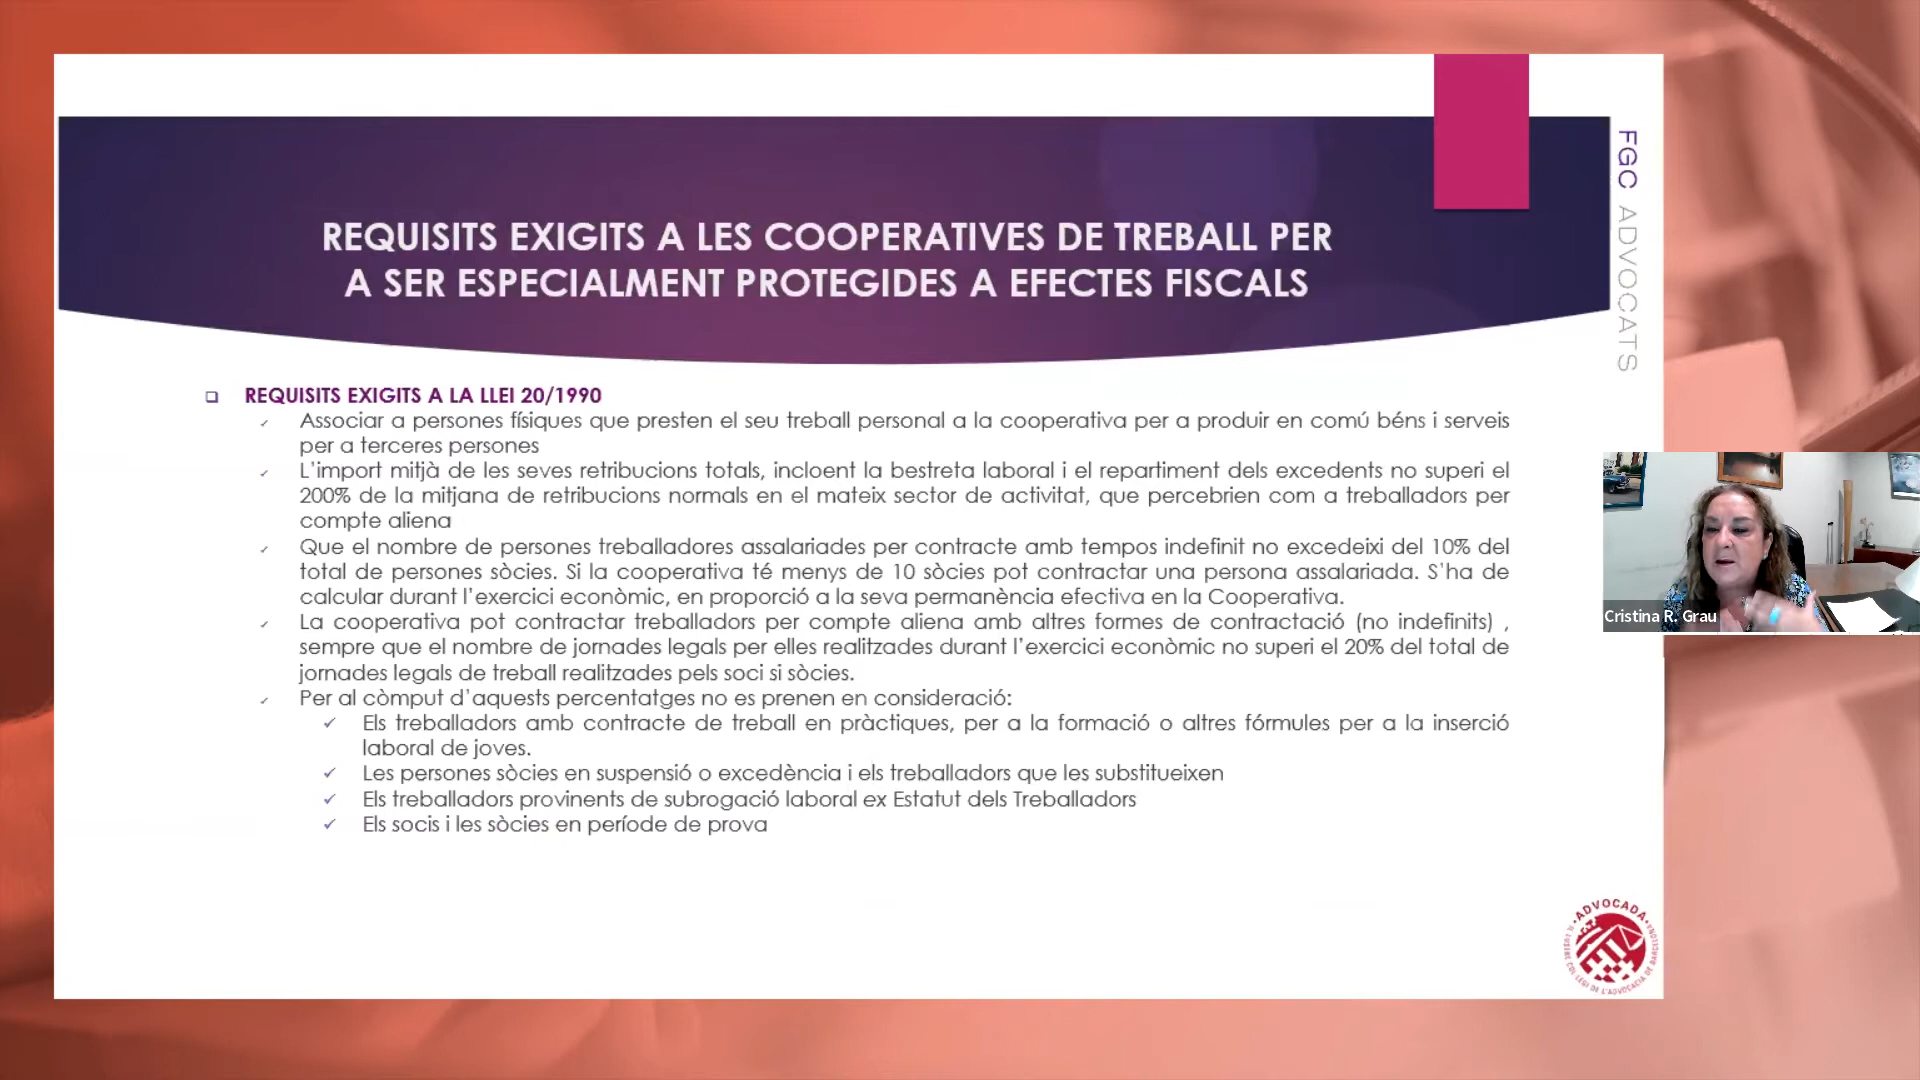 REQUISITS EXIGITS A LES COOPERATIVES DE TREBALL PER
A SER ESPECIALMENT PROTEGIDES A EFECTES FISCALS
FGC ADVOCATS
REQUISITS EXIGITS A LA LLEI 20/1990
Associar a persones físiques que presten el seu treball personal a la cooperativa per a produir en comú béns i serveis
per a terceres persones
L'import mitjà de les seves retribucions totals, incloent la bestreta laboral i el repartiment dels excedents no superi el
200% de la mitjana de retribucions normals en el mateix sector de activitat, que percebrien com a treballadors per
compte aliena
Que el nombre de persones treballadores assalariades per contracte amb tempos indefinit no excedeixi del 10% del
total de persones sòcies. Si la cooperativa té menys de 10 sòcies pot contractar una persona assalariada. S'ha de
calcular durant l'exercici econòmic, en proporció a la seva permanència efectiva en la Cooperativa.
La cooperativa pot contractar treballadors per compte aliena amb altres formes de contractació (no indefinits) ,
sempre que el nombre de jornades legals per elles realitzades durant l'exercici econòmic no superi el 20% del total de
jornades legals de treball realitzades pels soci si sòcies.
Per al còmput d'aquests percentatges no es prenen en consideració:
Els treballadors amb contracte de treball en pràctiques, per a la formació o altres fórmules per a la inserció
laboral de joves.
Les persones sòcies en suspensió o excedència i els treballadors que les substitueixen
Els treballadors provinents de subrogació laboral ex Estatut dels Treballadors
Els socis i les sòcies en període de prova
Cristina R. Grau
ADVOCADA
COL·LEGI DE L'ADVOCACIA DE BARCELONA